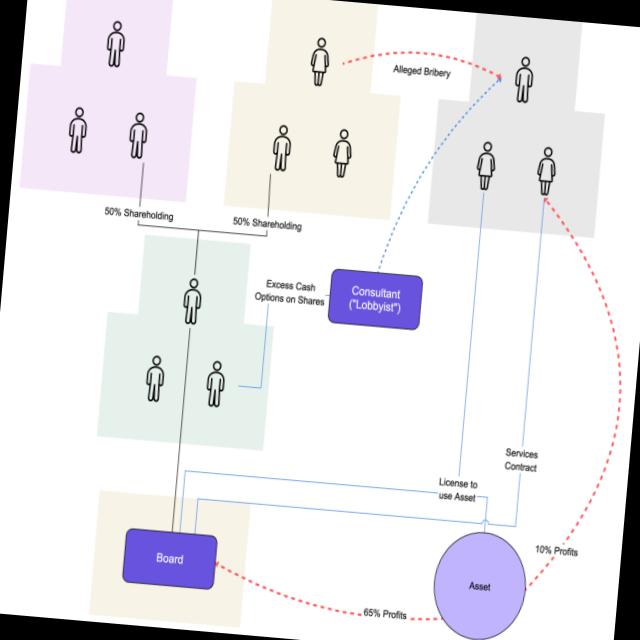 Alleged Bribery
50% Shareholding
50% Shareholding
Excess Cash
Options on Shares
Consultant
("Lobbyist")
Services
Contract
License to
use Asset
Board
Asset
10% Profits
65% Profits